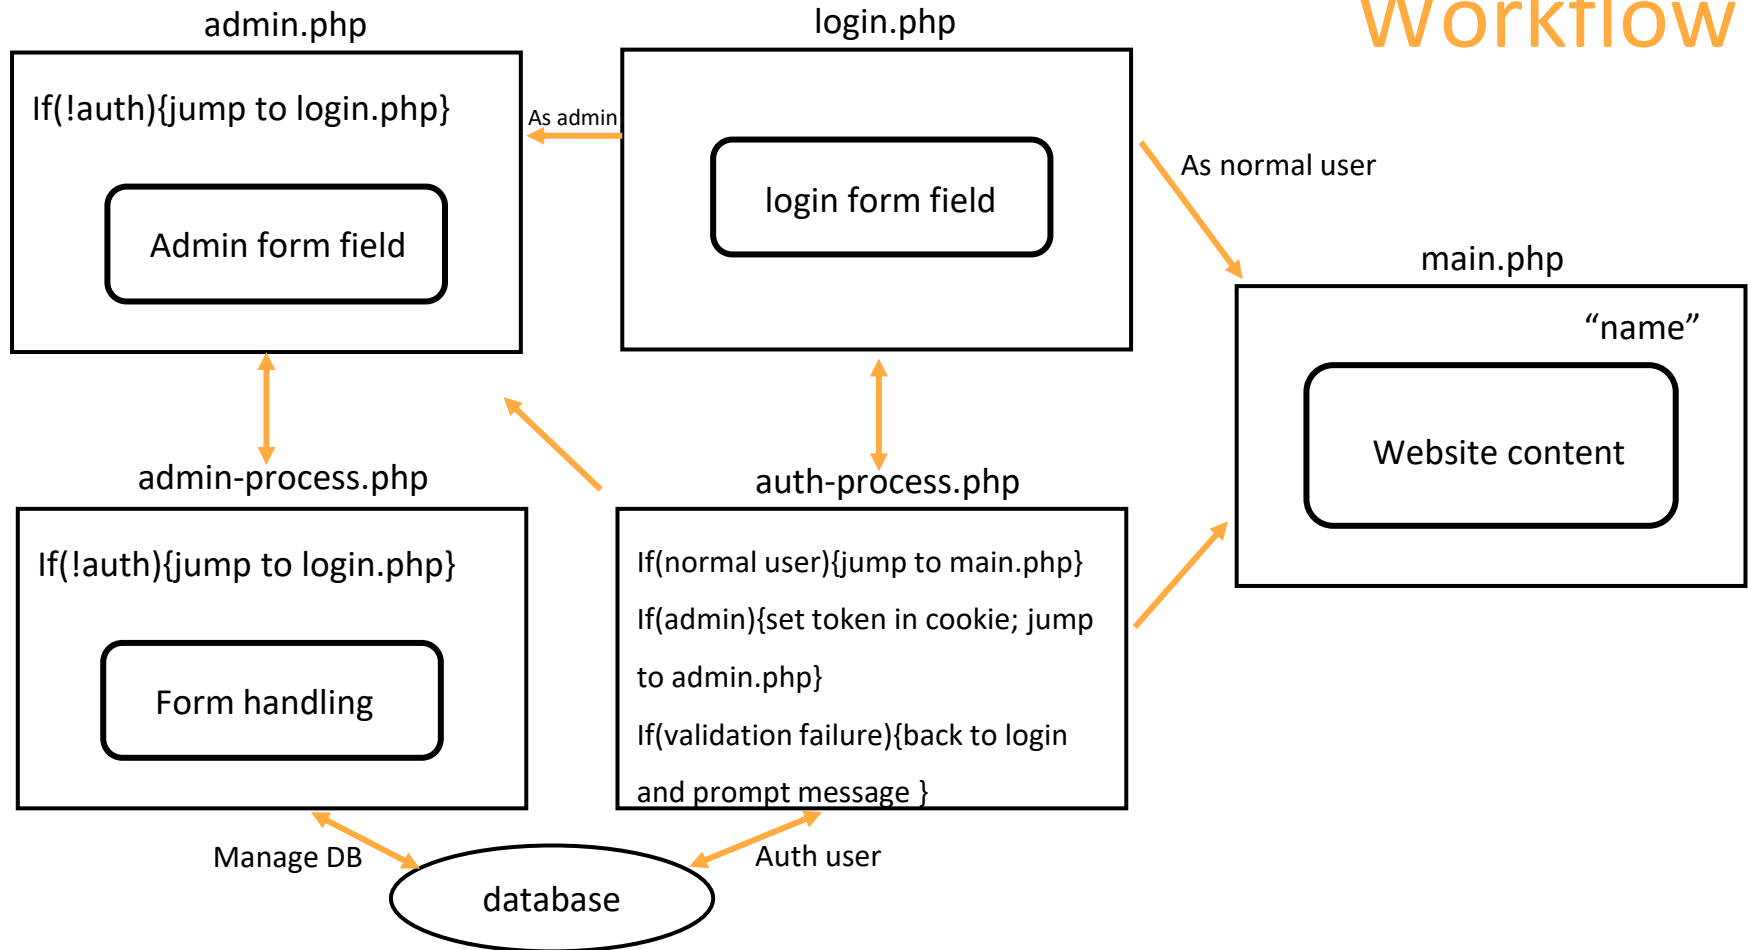 Workflow
admin.php
If(!auth){jump to login.php}
Admin form field
As admin
login.php
login form field
As normal user
main.php
“name”
Website content
admin-process.php
If(!auth){jump to login.php}
Form handling
auth-process.php
If(normal user){jump to main.php}
If(admin){set token in cookie; jump
to admin.php}
If(validation failure){back to login
and prompt message }
Manage DB
Auth user
database